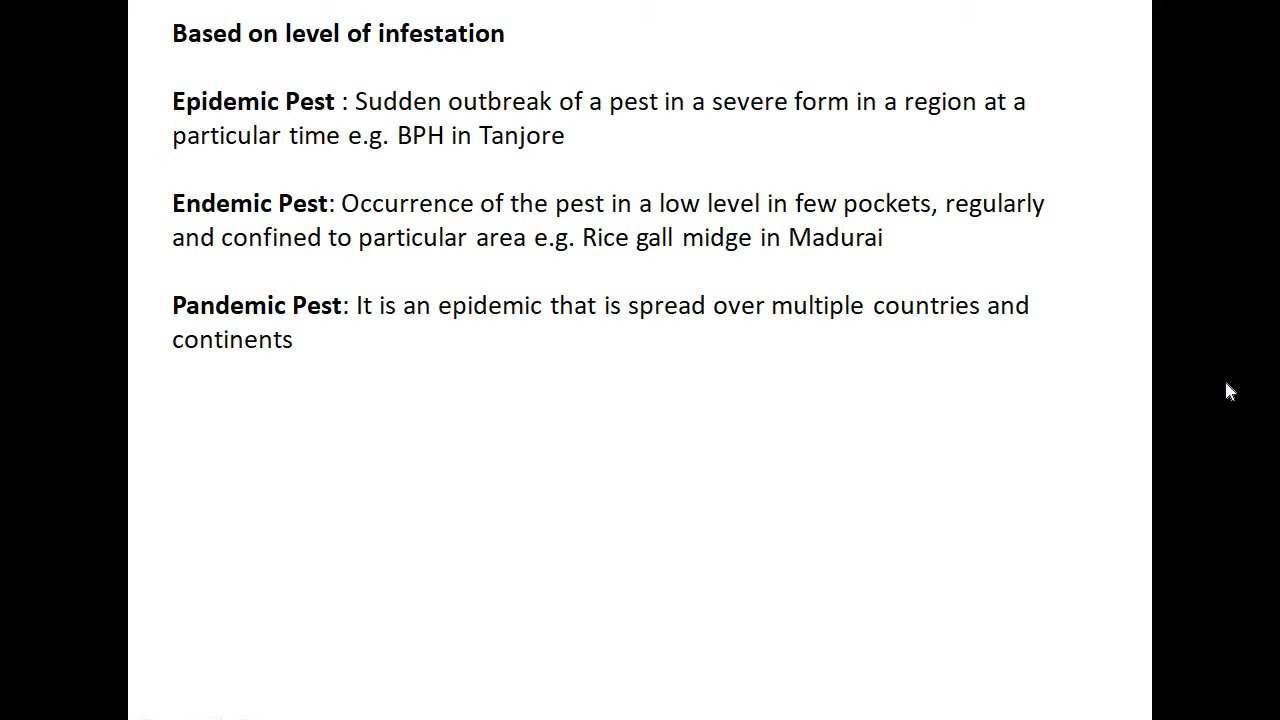 Based on level of infestation
Epidemic Pest : Sudden outbreak of a pest in a severe form in a region at a
particular time e.g. BPH in Tanjore
Endemic Pest: Occurrence of the pest in a low level in few pockets, regularly
and confined to particular area e.g. Rice gall midge in Madurai
Pandemic Pest: It is an epidemic that is spread over multiple countries and
continents